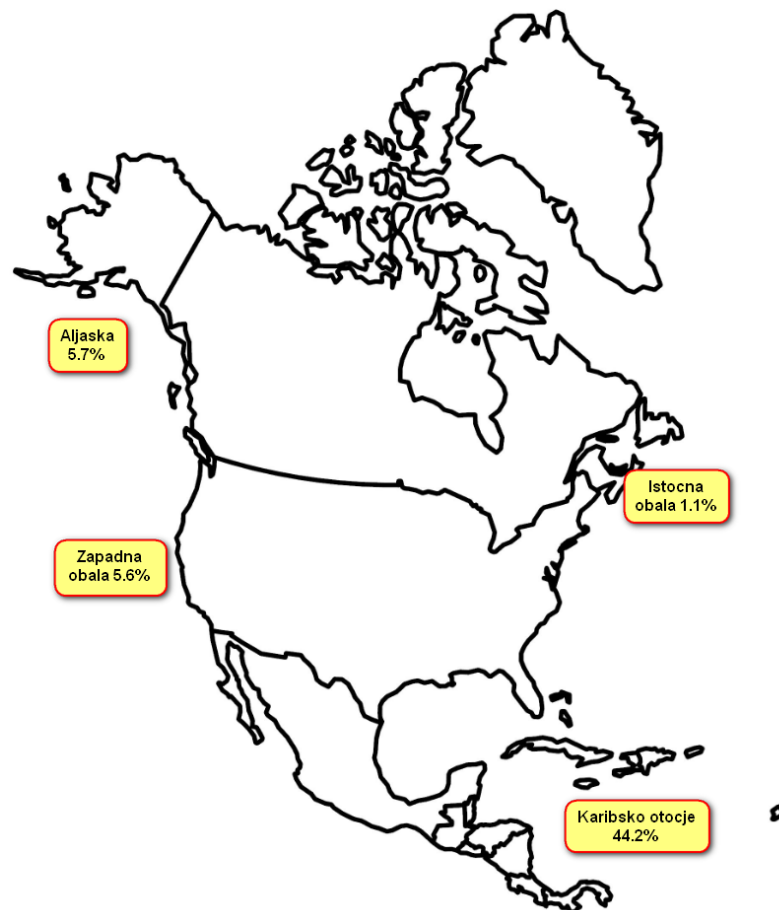 Aljaska
5.7%
Istocna
obala 1.1%
Zapadna
obala 5.6%
Karibsko otocje
44.2%